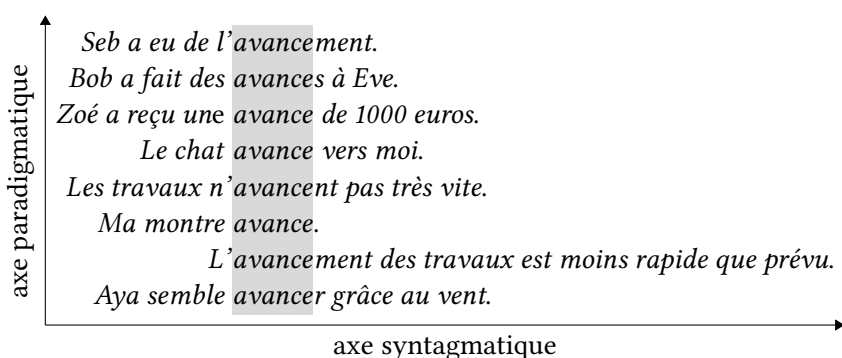 Seb a eu de l’avancement.
Bob a fait des avances à Eve.
Zoé a reçu une avance de 1000 euros.
Le chat avance vers moi.
Les travaux n’avancent pas très vite.
Ma montre avance.
L’avancement des travaux est moins rapide que prévu.
Aya semble avancer grâce au vent.
axe paradigmatique
axe syntagmatique